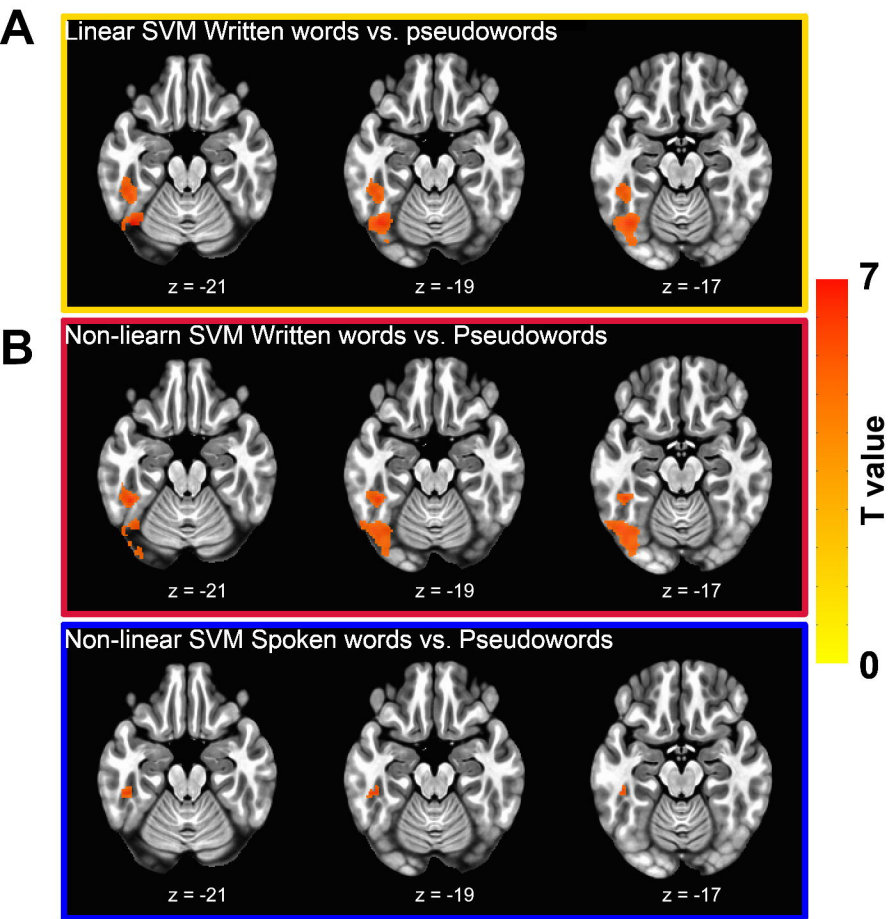 A
Linear SVM Written words vs. pseudowords
z = -21
z = -19
z = -17
B
Non-liearn SVM Written words vs. Pseudowords
z = -21
z = -19
z = -17
Non-linear SVM Spoken words vs. Pseudowords
z = -21
z = -19
z = -17
7
T value
0